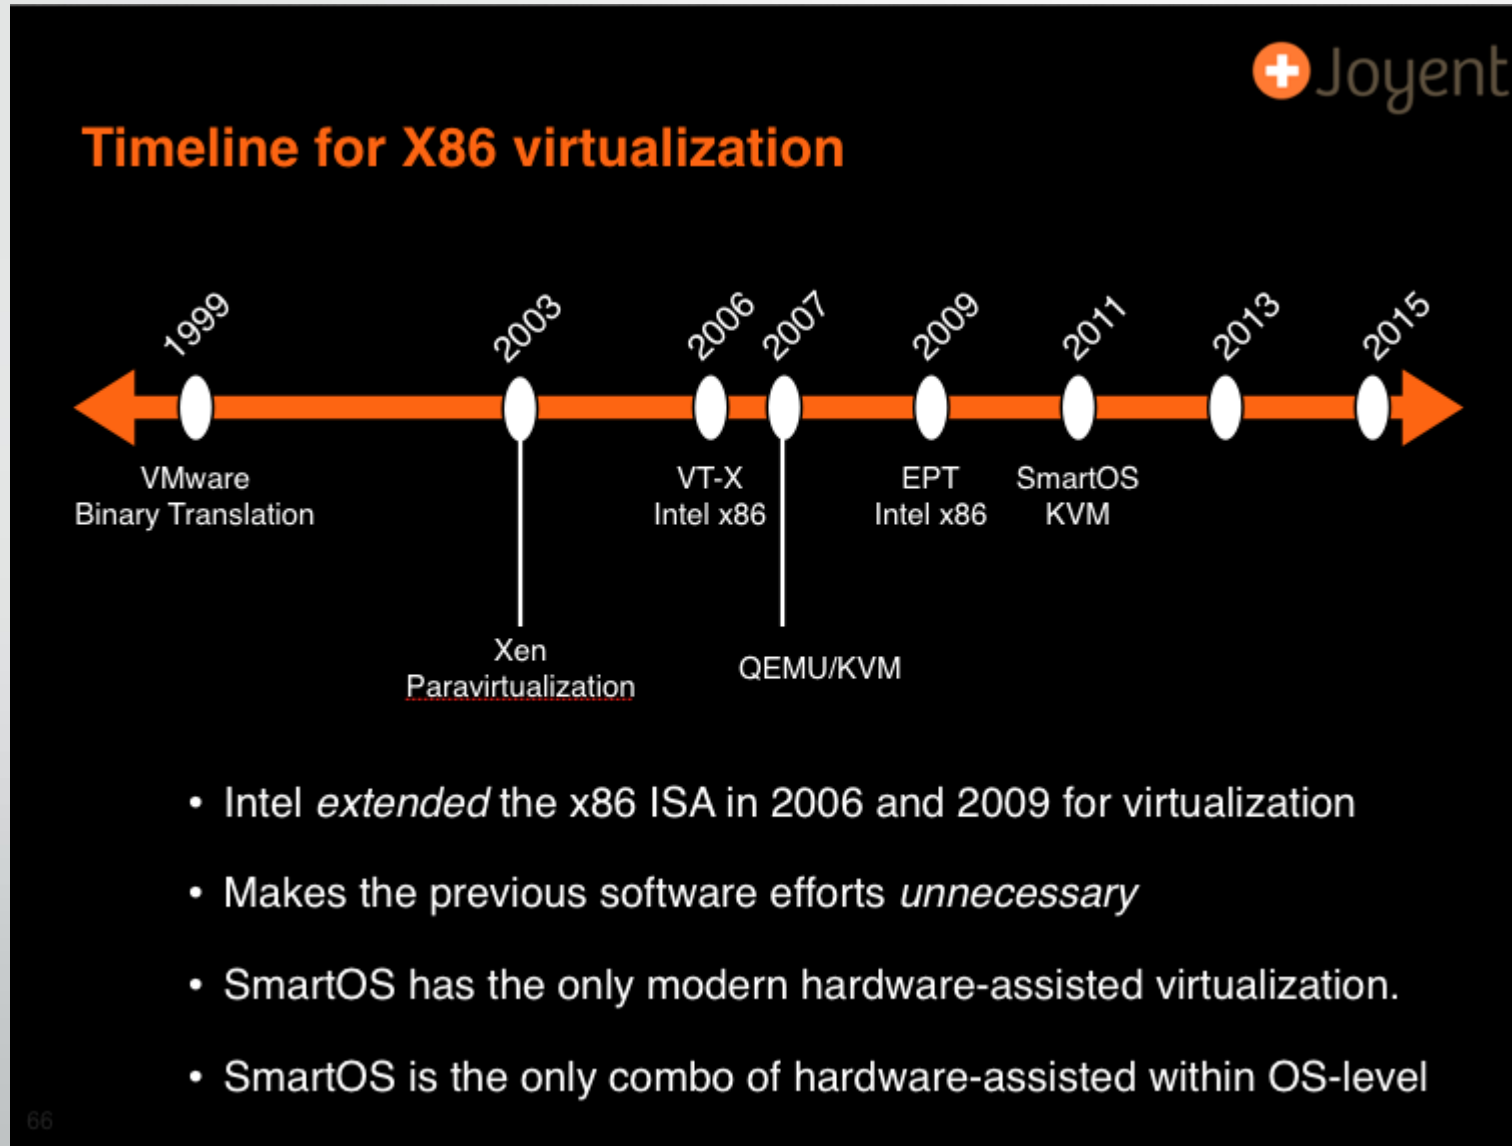 Joyent
Timeline for X86 virtualization
1999
2003
2006
2007
2009
2011
2013
2015
VMware
Binary Translation
VT-X
Intel x86
EPT
Intel x86
SmartOS
KVM
Xen
Paravirtualization
QEMU/KVM
• Intel extended the x86 ISA in 2006 and 2009 for virtualization
• Makes the previous software efforts unnecessary
• SmartOS has the only modern hardware-assisted virtualization.
• SmartOS is the only combo of hardware-assisted within OS-level
66